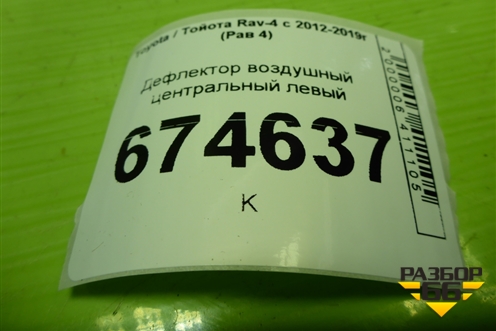 Toyota / Тойота Rav-4 с 2012-2019г
(Рав 4)
Дефлектор воздушный
центральный левый
674637
К
2000006411105
РАЗБОР
66